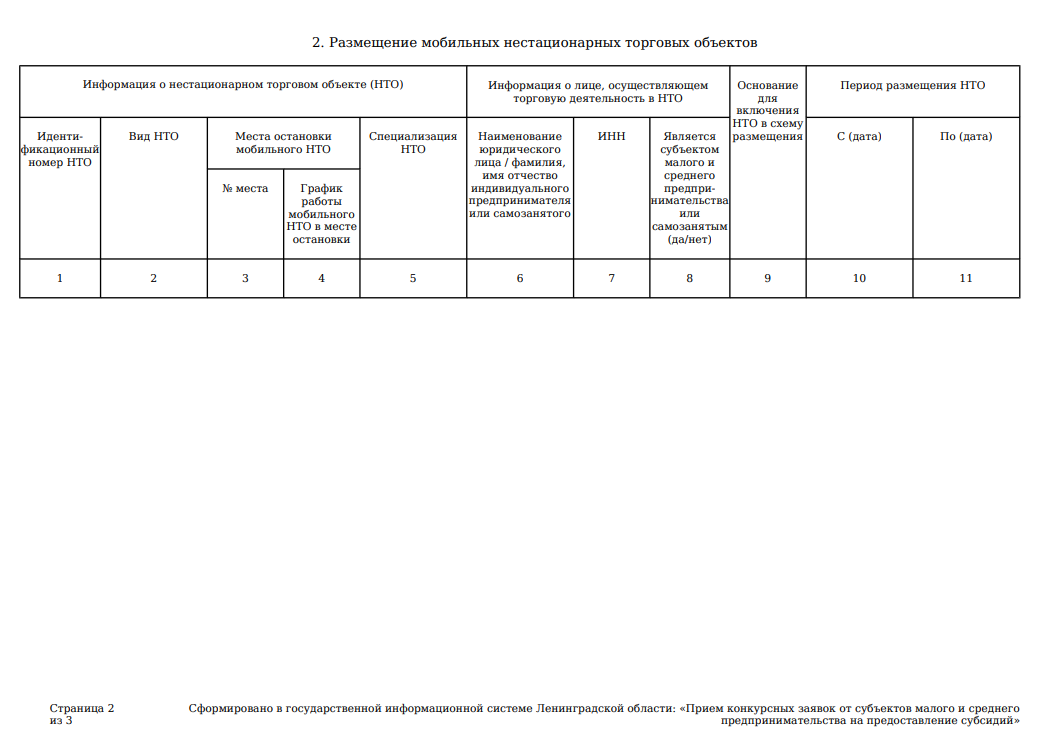 2. Размещение мобильных нестационарных торговых объектов
Информация о нестационарном торговом объекте (НТО)
Информация о лице, осуществляющем
торговую деятельность в НТО
Основание
для
включения
НТО в схему
размещения
Период размещения НТО
Иденти-
фикационный
номер НТО
Вид НТО
Места остановки
мобильного НТО
№ места
График
работы
мобильного
НТО в месте
остановки
Специализация
НТО
Наименование
юридического
лица / фамилия,
имя отчество
индивидуального
предпринимателя
или самозанятого
ИНН
Является
субъектом
малого и
среднего
предпри-
нимательства
или
самозанятым
(да/нет)
С (дата)
По (дата)
1 2 3 4 5 6 7 8 9 10 11
Страница 2
из 3
Сформировано в государственной информационной системе Ленинградской области: «Прием конкурсных заявок от субъектов малого и среднего
предпринимательства на предоставление субсидий»